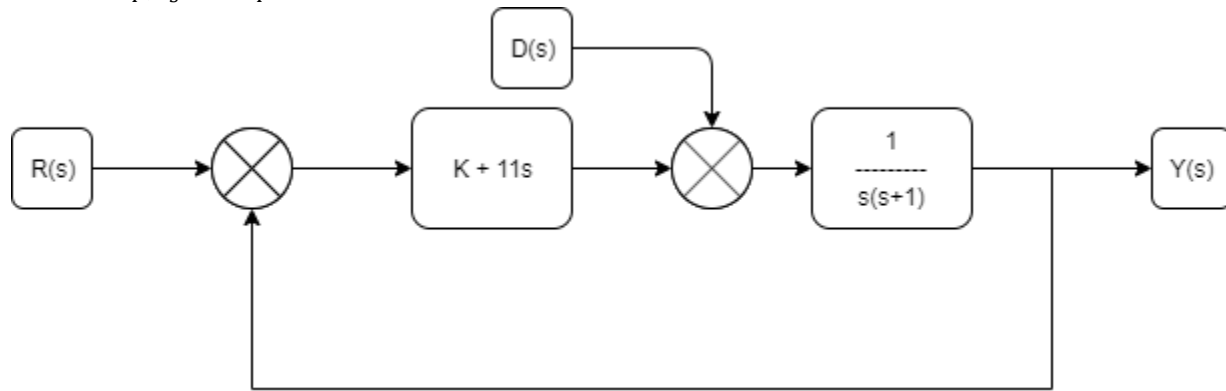 D(s)
R(s)
K + 11s
1
---------
s(s+1)
Y(s)